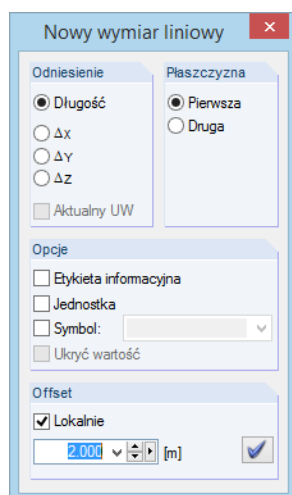 Nowy wymiar liniowy
Odniesienie
Płaszczyzna
Długość
Pierwsza
ΔX
Druga
ΔY
ΔZ
Aktualny UW
Opcje
Etykieta informacyjna
Jednostka
Symbol:
Ukryć wartość
Offset
Lokalnie
2.000 [m]